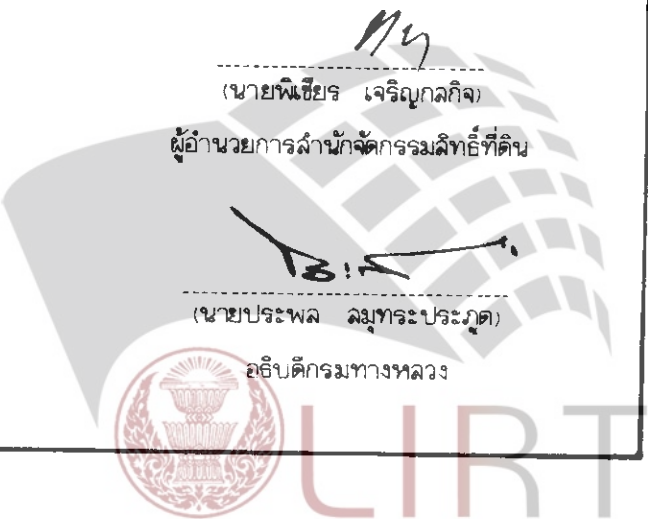 (นายพิเชียร เจริญกลกิจ)
ผู้อำนวยการสำนักจัดกรรมสิทธิ์ที่ดิน
(นายประพล สมุทระประภูต)
อธิบดีกรมทางหลวง
LIRT